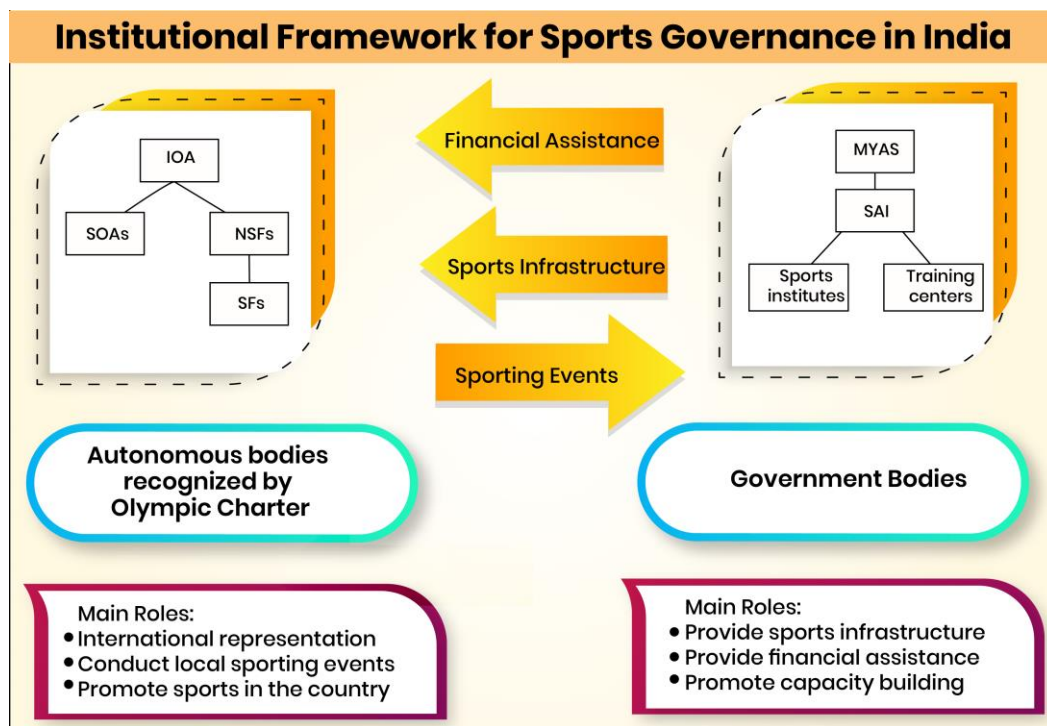 Institutional Framework for Sports Governance in India
IOA
SOAs
NSFs
SFs
Financial Assistance
Sports Infrastructure
Sporting Events
MYAS
SAI
Sports
institutes
Training
centers
Autonomous bodies
recognized by
Olympic Charter
Government Bodies
Main Roles:
• International representation
• Conduct local sporting events
• Promote sports in the country
Main Roles:
• Provide sports infrastructure
• Provide financial assistance
• Promote capacity building